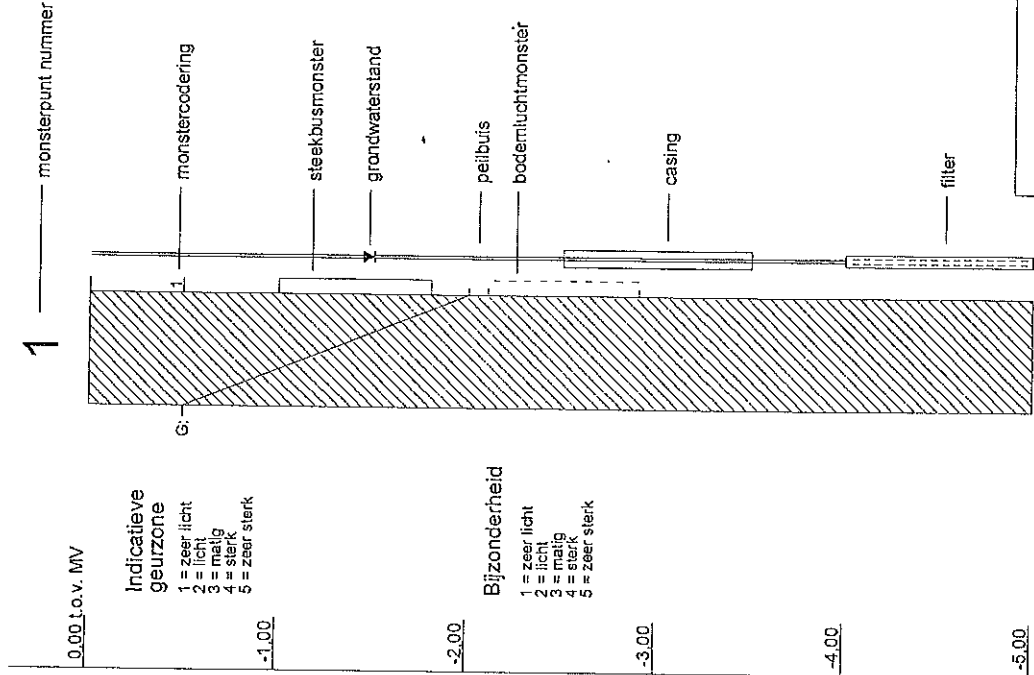 1
monsterpunt nummer
0,00 t.o.v. MV
-1,00
-2,00
-3,00
-4,00
-5,00
Indicatieve
geurzone
1 = zeer licht
2 = licht
3 = matig
4 = sterk
5 = zeer sterk
Bijzonderheid
1 = zeer licht
2 = licht
3 = matig
4 = sterk
5 = zeer sterk
G:
1
monstercodering
steekbusmonster
grondwaterstand
peilbuis
bodemluchtmonster
casing
filter